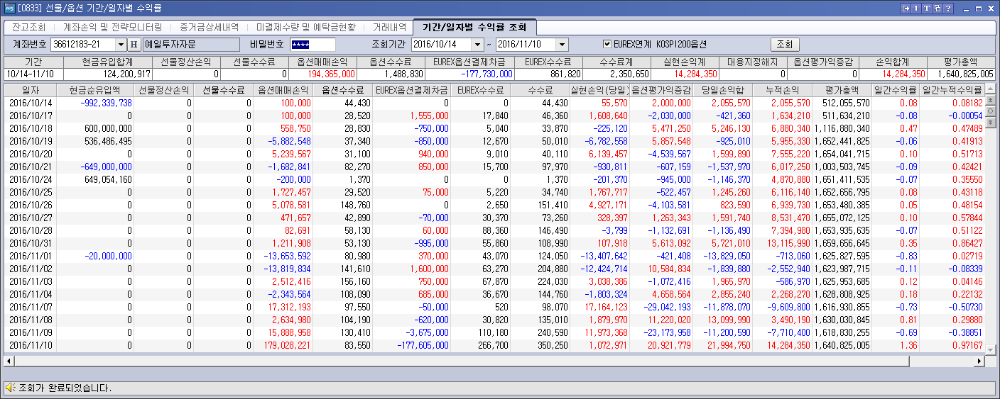 [0833] 선물/옵션 기간/일자별 수익률
잔고조회 계좌손익 및 전략모니터링 증거금상세내역 미결제수량 및 예탁금현황 거래내역 기간/일자별 수익률 조회
계좌번호 36612183-21 H 예일투자자문 비밀번호 **** 조회기간 2016/10/14 ~ 2016/11/10 EUREX연계 KOSPI200옵션 조회
기간 현금유입합계 선물정산손익 선물수수료 옵션매매손익 옵션수수료 EUREX옵션결제차금 EUREX수수료 수수료계 실현손익계 대용지정해지 옵션평가익증감 손익합계 평가총액
10/14~11/10 124,200,917 0 0 194,365,000 1,488,830 -177,730,000 861,820 2,350,650 14,284,350 0 0 14,284,350 1,640,825,005
일자 현금순유입액 선물정산손익 선물수수료 옵션매매손익 옵션수수료 EUREX옵션결제차금 EUREX수수료 수수료 실현손익(당일) 옵션평가익증감 당일손익합 누적손익 평가총액 일간수익률 일간누적수익률
2016/10/14 -992,339,738 0 0 100,000 44,430 0 0 44,430 55,570 2,000,000 2,055,570 2,055,570 512,055,570 0.08 0.08182
2016/10/17 0 0 0 100,000 28,520 1,555,000 17,840 46,360 1,608,640 -2,030,000 -421,360 1,634,210 511,634,210 -0.08 -0.00054
2016/10/18 600,000,000 0 0 558,750 28,830 -750,000 5,040 33,870 -225,120 5,471,250 5,246,130 6,880,340 1,116,880,340 0.47 0.47489
2016/10/19 536,486,495 0 0 -5,882,548 37,340 -850,000 12,670 50,010 -6,782,558 5,857,548 -925,010 5,955,330 1,652,441,825 -0.06 0.41913
2016/10/20 0 0 0 5,239,567 31,100 940,000 9,010 40,110 6,139,457 -4,539,567 1,599,890 7,555,220 1,654,041,715 0.10 0.51713
2016/10/21 -649,000,000 0 0 -1,682,841 82,270 850,000 15,700 97,970 -930,811 -607,159 -1,537,970 6,017,250 1,003,503,745 -0.09 0.42421
2016/10/24 649,054,160 0 0 -200,000 1,370 0 0 1,370 -201,370 -945,000 -1,146,370 4,870,880 1,651,411,535 -0.07 0.35550
2016/10/25 0 0 0 1,727,457 29,520 75,000 5,220 34,740 1,767,717 -522,457 1,245,260 6,116,140 1,652,656,795 0.08 0.43118
2016/10/26 0 0 0 5,078,581 148,760 0 2,650 151,410 4,927,171 -4,103,581 823,590 6,939,730 1,653,480,385 0.05 0.48154
2016/10/27 0 0 0 471,657 42,890 -70,000 30,370 73,260 328,397 1,263,343 1,591,740 8,531,470 1,655,072,125 0.10 0.57844
2016/10/28 0 0 0 82,691 58,130 60,000 88,360 146,490 -3,799 -1,132,691 -1,136,490 7,394,980 1,653,935,635 -0.07 0.51122
2016/10/31 0 0 0 1,211,908 53,130 -995,000 55,860 108,990 107,918 5,613,092 5,721,010 13,115,990 1,659,656,645 0.35 0.86427
2016/11/01 -20,000,000 0 0 -13,653,592 80,980 370,000 43,070 124,050 -13,407,642 -421,408 -13,829,050 -713,060 1,625,827,595 -0.83 0.02719
2016/11/02 0 0 0 -13,819,834 141,610 1,600,000 63,270 204,880 -12,424,714 10,584,834 -1,839,880 -2,552,940 1,623,987,715 -0.11 -0.08339
2016/11/03 0 0 0 2,512,416 156,160 750,000 67,870 224,030 3,038,386 -1,072,416 1,965,970 -586,970 1,625,953,685 0.12 0.04146
2016/11/04 0 0 0 -2,343,564 108,090 685,000 36,670 144,760 -1,803,324 4,658,564 2,855,240 2,268,270 1,628,808,925 0.18 0.22132
2016/11/07 0 0 0 17,312,193 97,550 -50,000 520 98,070 17,164,123 -29,042,193 -11,878,070 -9,609,800 1,616,930,855 -0.73 -0.50730
2016/11/08 0 0 0 2,634,980 104,190 -620,000 30,820 135,010 1,879,970 11,220,020 13,099,990 3,490,190 1,630,030,845 0.81 0.29880
2016/11/09 0 0 0 15,888,958 130,410 -3,675,000 110,180 240,590 11,973,368 -23,173,958 -11,200,590 -7,710,400 1,618,830,255 -0.69 -0.38851
2016/11/10 0 0 0 179,028,221 83,550 -177,605,000 266,700 350,250 1,072,971 20,921,779 21,994,750 14,284,350 1,640,825,005 1.36 0.97167
조회가 완료되었습니다.